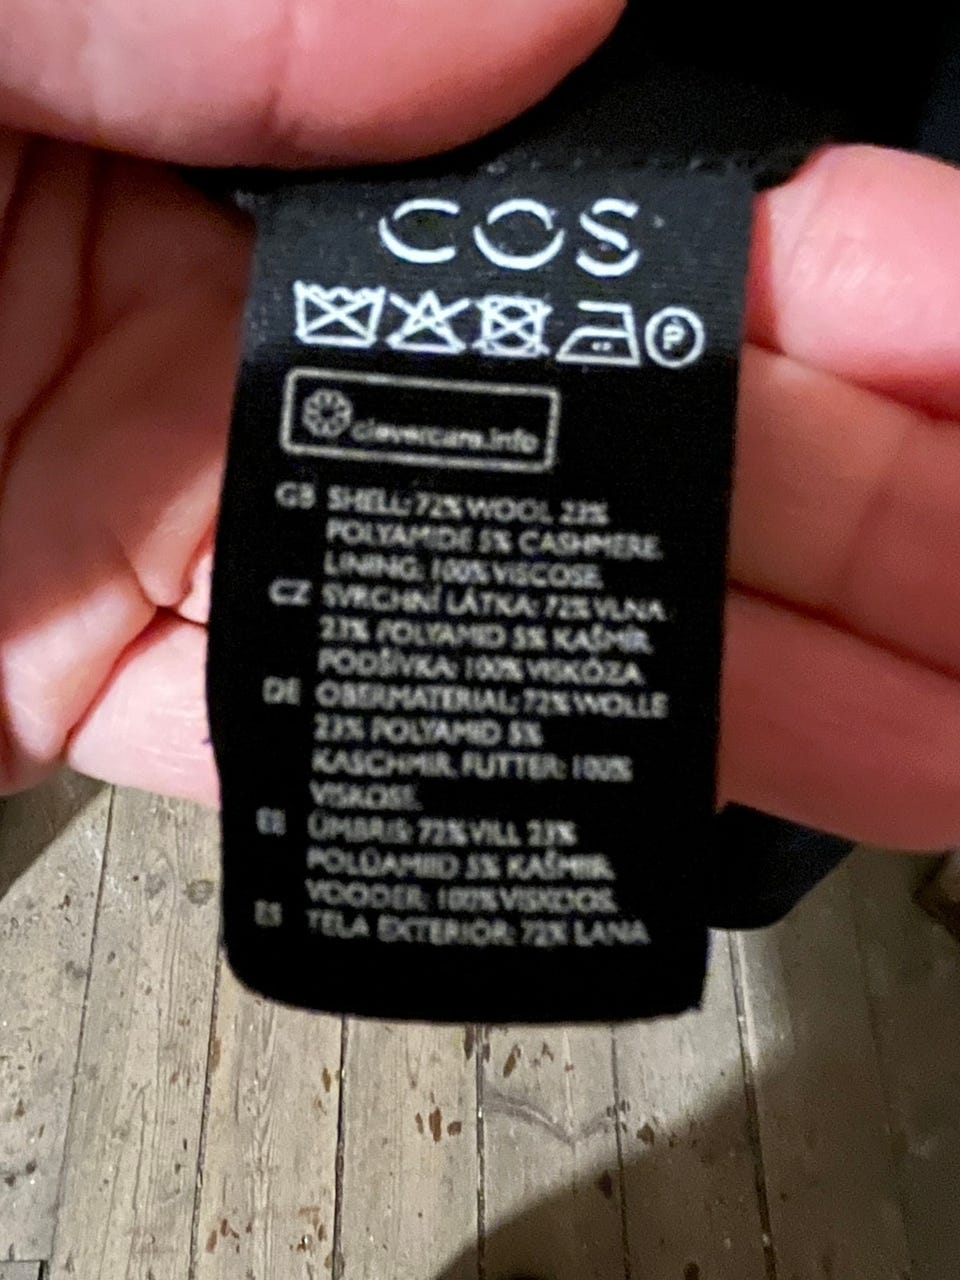 COS
P
clevercare.info
GB SHELL: 72% WOOL 23%
POLYAMIDE 5% CASHMERE.
LINING: 100% VISCOSE
CZ SVRCHNÍ LÁTKA: 72% VLNA
23% POLYAMID 5% KAŠMÍR.
PODŠÍVKA: 100% VISKÓZA
DE OBERMATERIAL: 72% WOLLE
23% POLYAMID 5%
KASCHMIR. FUTTER: 100%
VISKOSE.
EE ÜMBRIS: 72% VILL 23%
POLÜAMIID 5% KAŠMIIR.
VOODER: 100% VISKOOS.
ES TELA EXTERIOR: 72% LANA